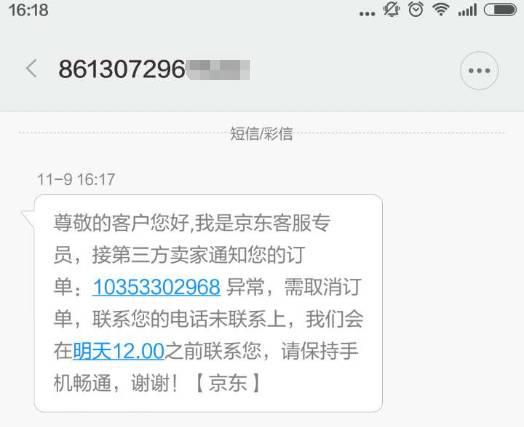 16:18
861307296
短信/彩信
11-9 16:17
尊敬的客户您好,我是京东客服专
员，接第三方卖家通知您的订
单：10353302968 异常，需取消订
单，联系您的电话未联系上，我们会
在明天12.00之前联系您，请保持手
机畅通，谢谢！【京东】